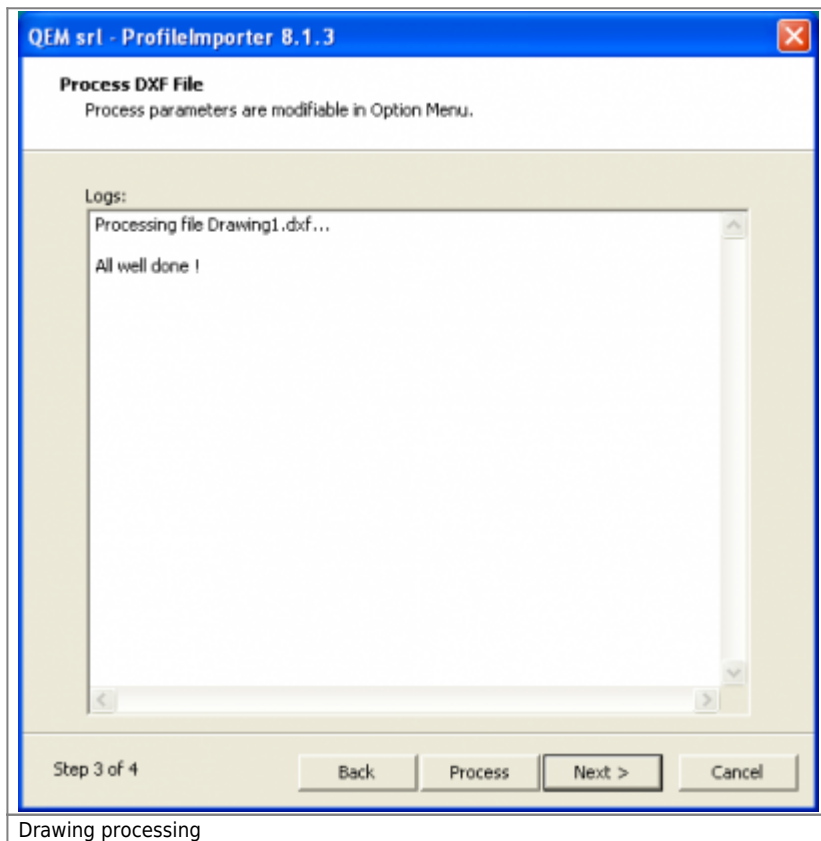 QEM srl - ProfileImporter 8.1.3
Process DXF File
Process parameters are modifiable in Option Menu.
Logs:
Processing file Drawing1.dxf...
All well done !
Step 3 of 4
Back
Process
Next >
Cancel
Drawing processing